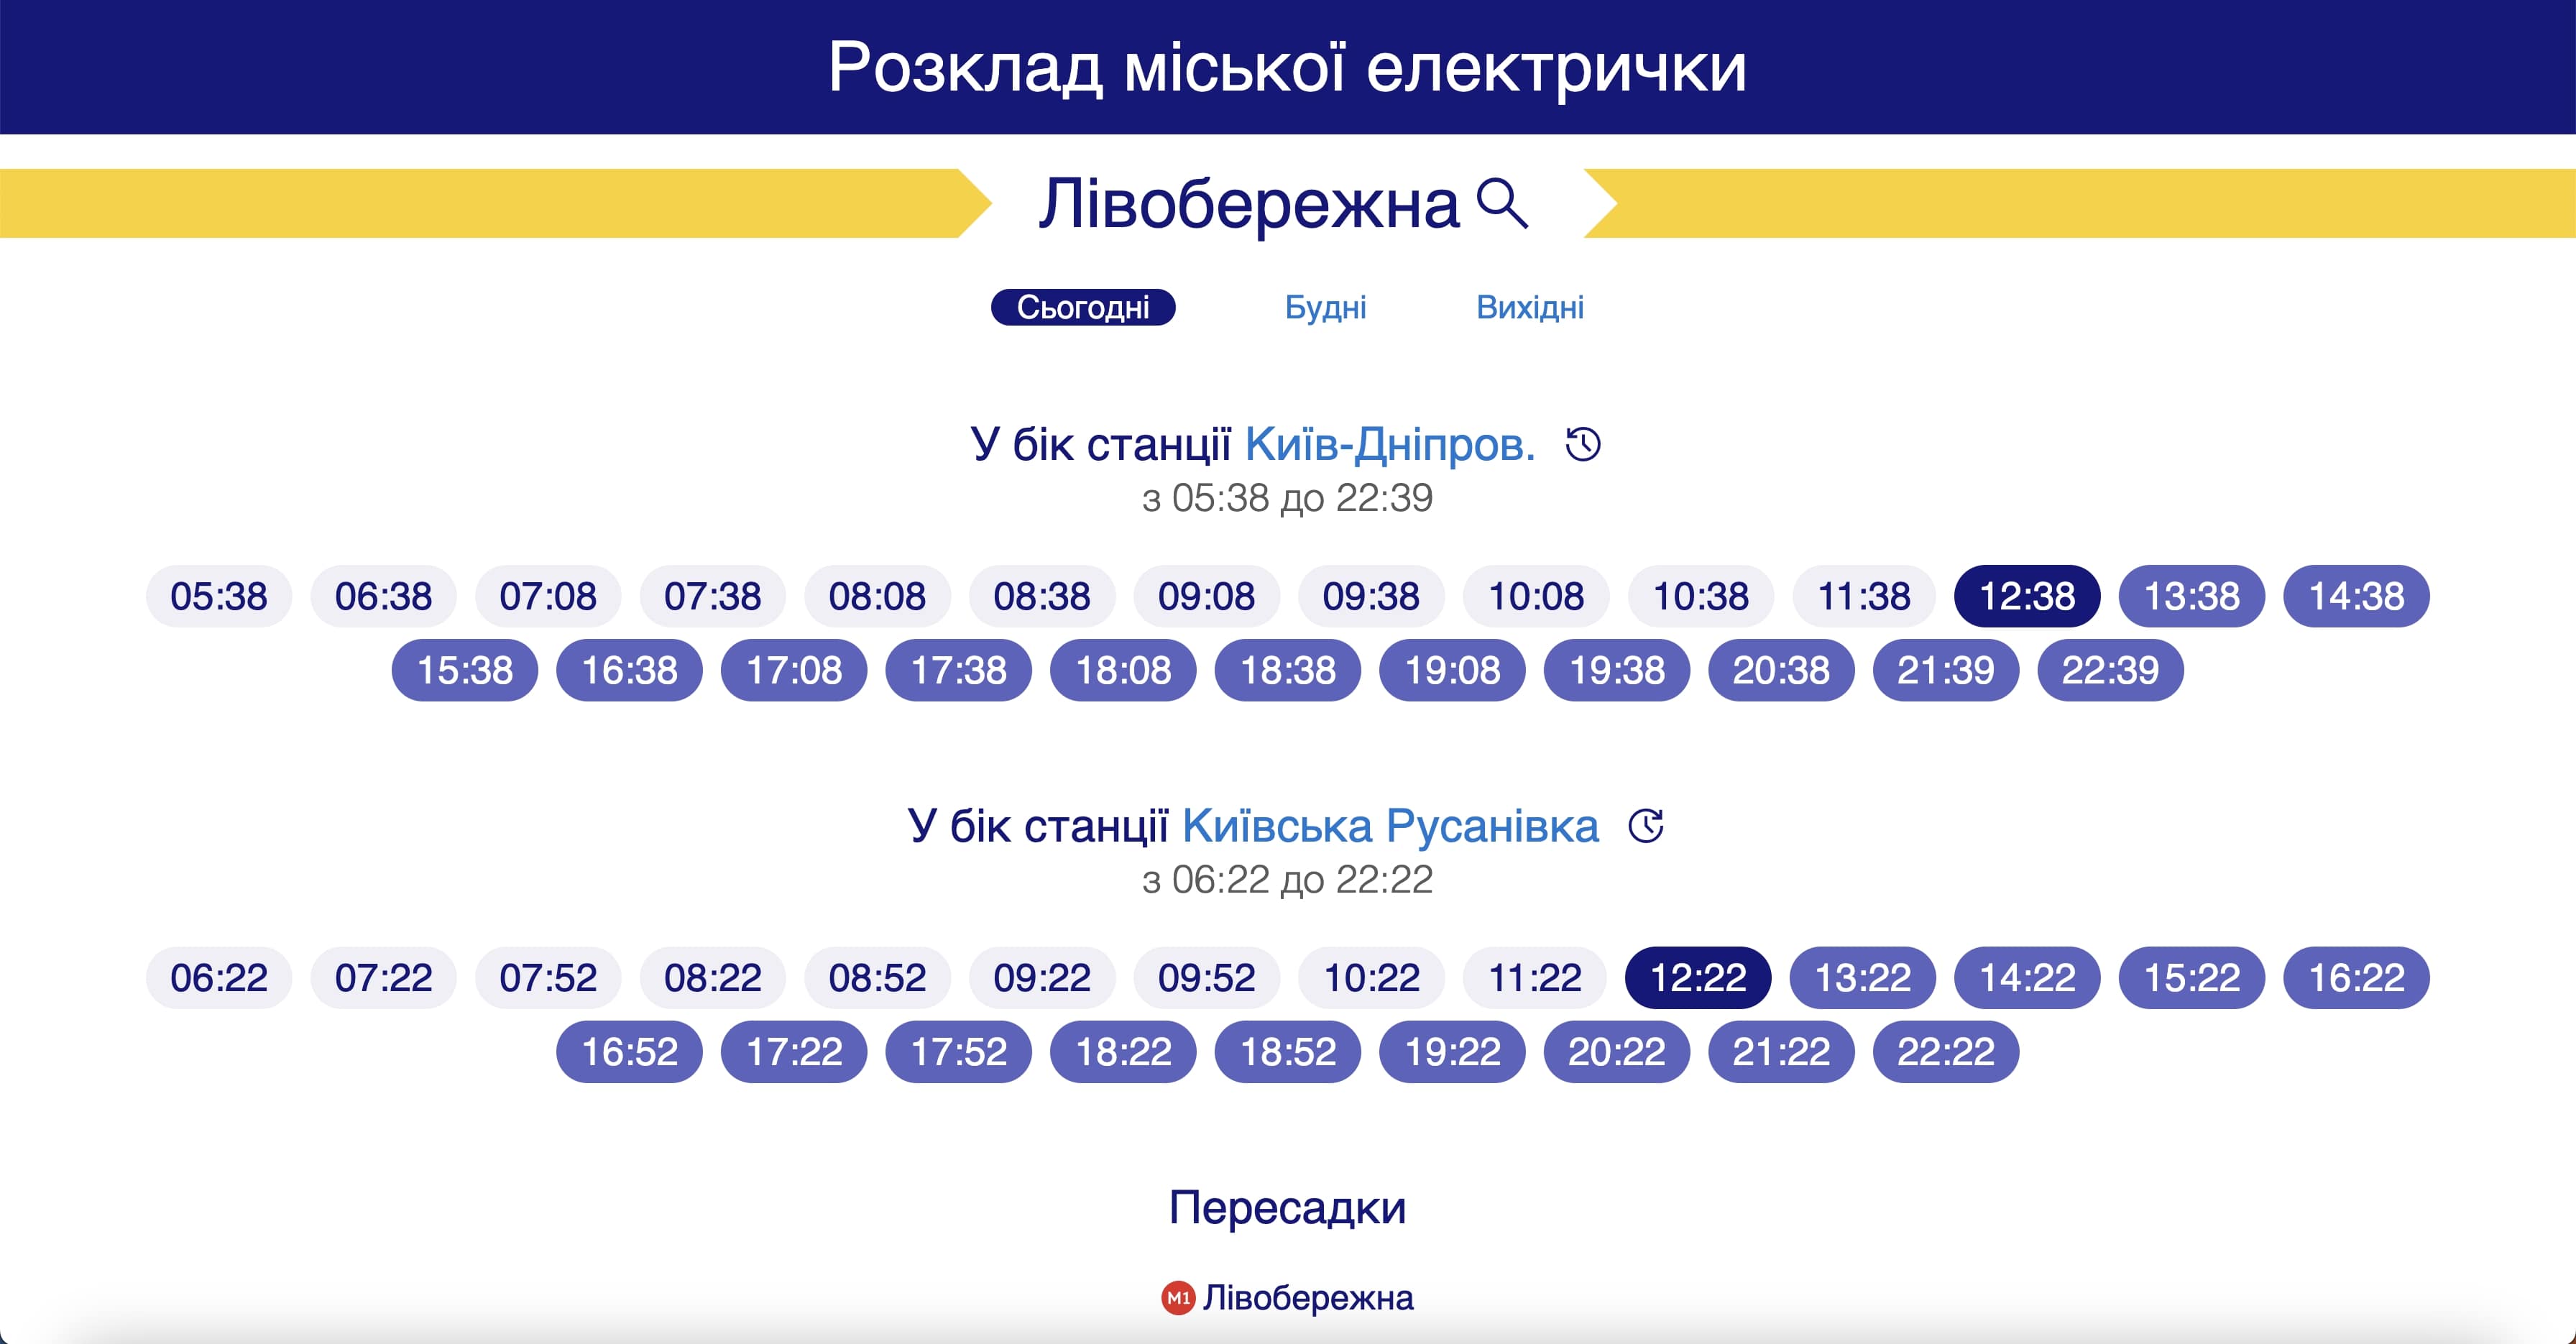 Розклад міської електрички
Лівобережна
Сьогодні Будні Вихідні
У бік станції Київ-Дніпров.
з 05:38 до 22:39
05:38 06:38 07:08 07:38 08:08 08:38 09:08 09:38 10:08 10:38 11:38 12:38 13:38 14:38
15:38 16:38 17:08 17:38 18:08 18:38 19:08 19:38 20:38 21:39 22:39
У бік станції Київська Русанівка
з 06:22 до 22:22
06:22 07:22 07:52 08:22 08:52 09:22 09:52 10:22 11:22 12:22 13:22 14:22 15:22 16:22
16:52 17:22 17:52 18:22 18:52 19:22 20:22 21:22 22:22
Пересадки
М1 Лівобережна